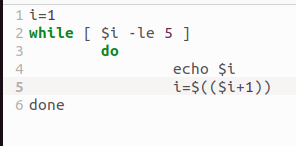 1 i=1
2 while [ $i -le 5 ]
3 do
4 echo $i
5 i=$(($i+1))
6 done